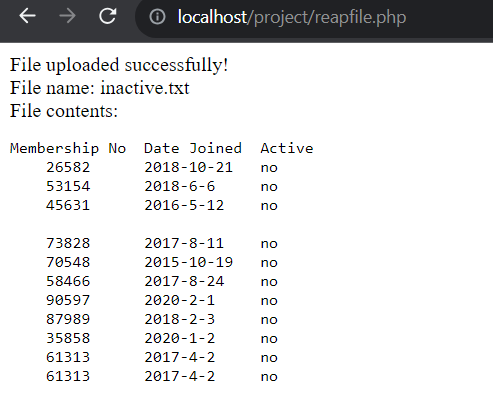 localhost/project/reapfile.php
File uploaded successfully!
File name: inactive.txt
File contents:
Membership No  Date Joined  Active
26582  2018-10-21  no
53154  2018-6-6  no
45631  2016-5-12  no
73828  2017-8-11  no
70548  2015-10-19  no
58466  2017-8-24  no
90597  2020-2-1  no
87989  2018-2-3  no
35858  2020-1-2  no
61313  2017-4-2  no
61313  2017-4-2  no